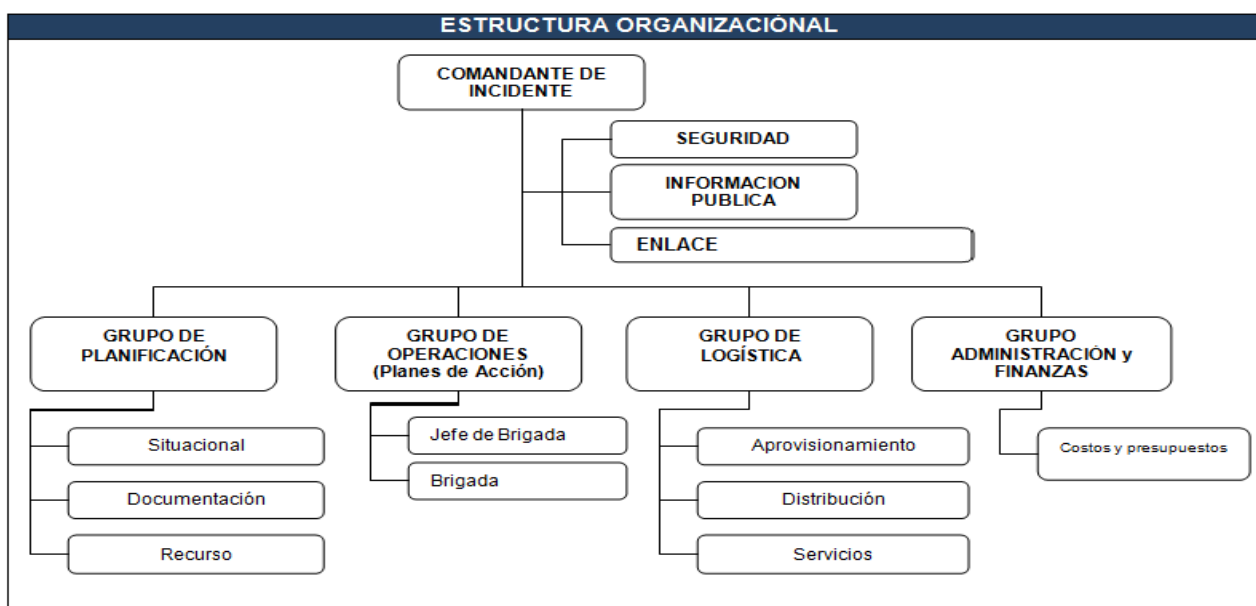 ESTRUCTURA ORGANIZACIÓNAL
COMANDANTE DE
INCIDENTE
SEGURIDAD
INFORMACION
PUBLICA
ENLACE
GRUPO DE
PLANIFICACIÓN
GRUPO DE
OPERACIONES
(Planes de Acción)
GRUPO DE
LOGÍSTICA
GRUPO
ADMINISTRACIÓN y
FINANZAS
Situacional
Documentación
Recurso
Jefe de Brigada
Brigada
Aprovisionamiento
Distribución
Servicios
Costos y presupuestos